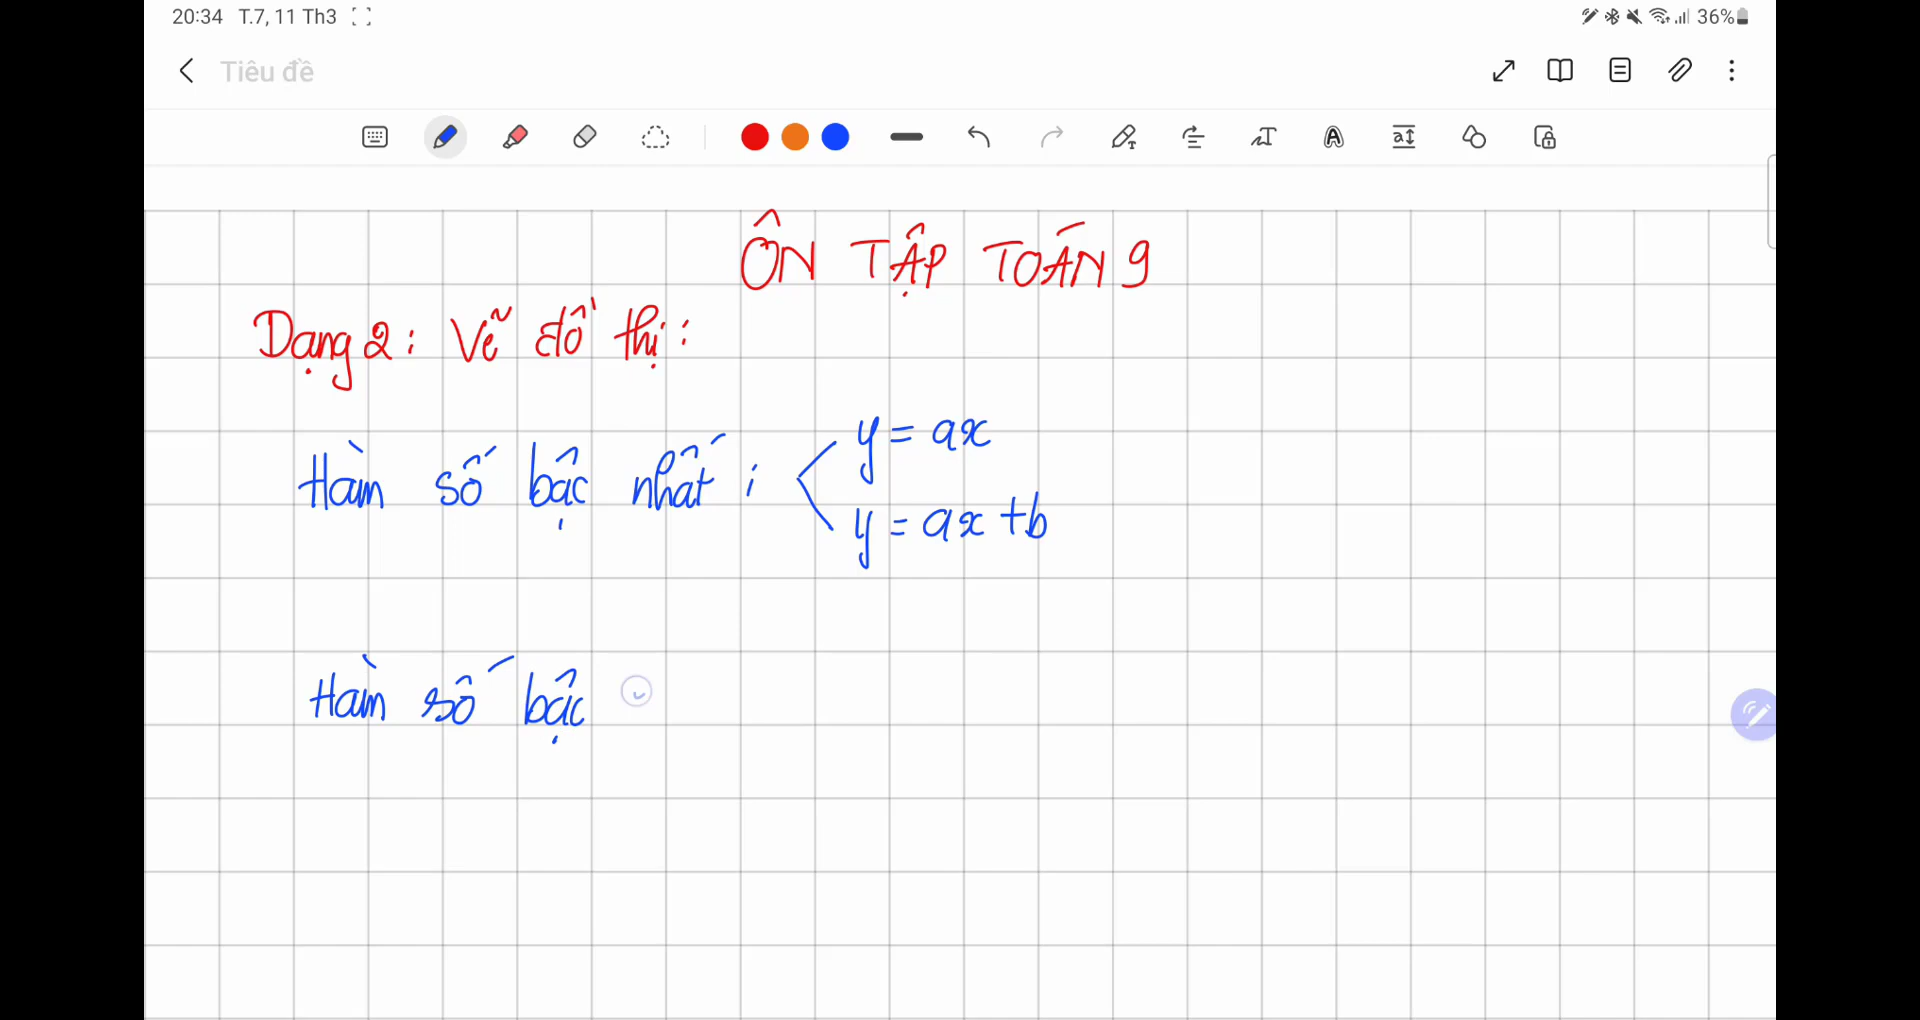 20:34 T.7, 11 Th3 36%
Tiêu đề
ÔN TẬP TOÁN 9
Dạng 2: Vẽ đồ thị:
Hàm số bậc nhất: y = ax
y = ax + b
Hàm số bậc